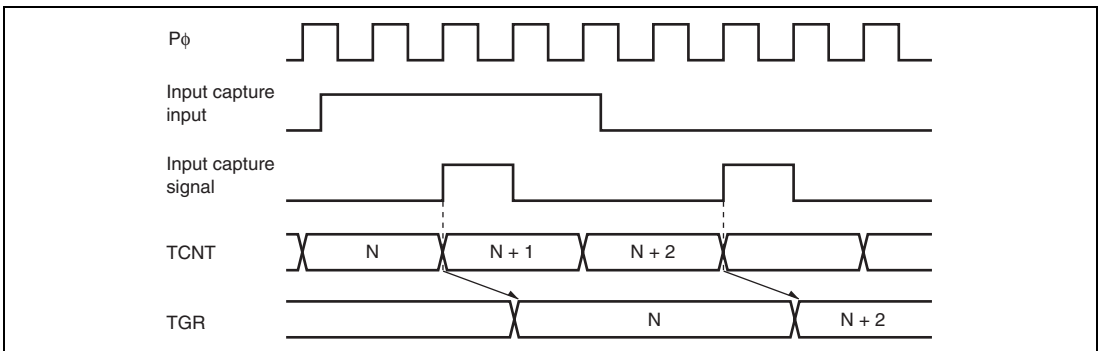 Pϕ
Input capture
input
Input capture
signal
TCNT N N + 1 N + 2
TGR N N + 2